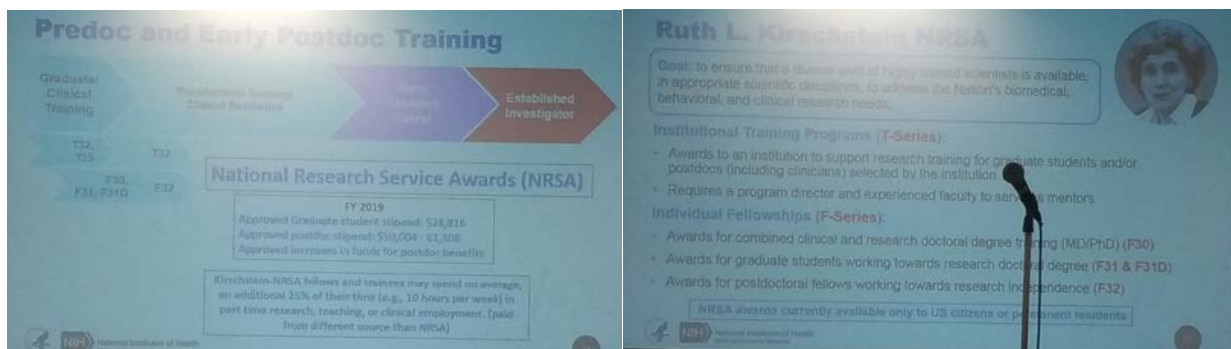 Predoc and Early Postdoc Training
Graduate/
Clinical
Training
Established
Investigator
T32,
T35
T32
F30,
F31, F31D
F32
National Research Service Awards (NRSA)
FY 2019
Approved Graduate student stipend: $24,816
Approved postdoc stipend: $50,004 - 61,308
Approved increases in funds for postdoc benefits
Kirschstein-NRSA fellows and trainees may spend on average,
an additional 25% of their time (e.g., 10 hours per week) in
part time research, teaching, or clinical employment. [paid
from different source than NRSA)
NIH National Institutes of Health
Ruth L. Kirschstein NRSA
Goal: to ensure that a diverse pool of highly trained scientists is available,
in appropriate scientific disciplines, to address the Nation's biomedical,
behavioral, and clinical research needs.
Institutional Training Programs (T-Series):
- Awards to an institution to support research training for graduate students and/or
postdocs (including clinicians) selected by the institution
- Requires a program director and experienced faculty to serve as mentors
Individual Fellowships (F-Series):
- Awards for combined clinical and research doctoral degree training (MD/PhD) (F30)
- Awards for graduate students working towards research doctoral degree (F31 & F31D)
- Awards for postdoctoral fellows working towards research independence (F32)
NRSA awards currently available only to US citizens or permanent residents
NIH National Institutes of Health